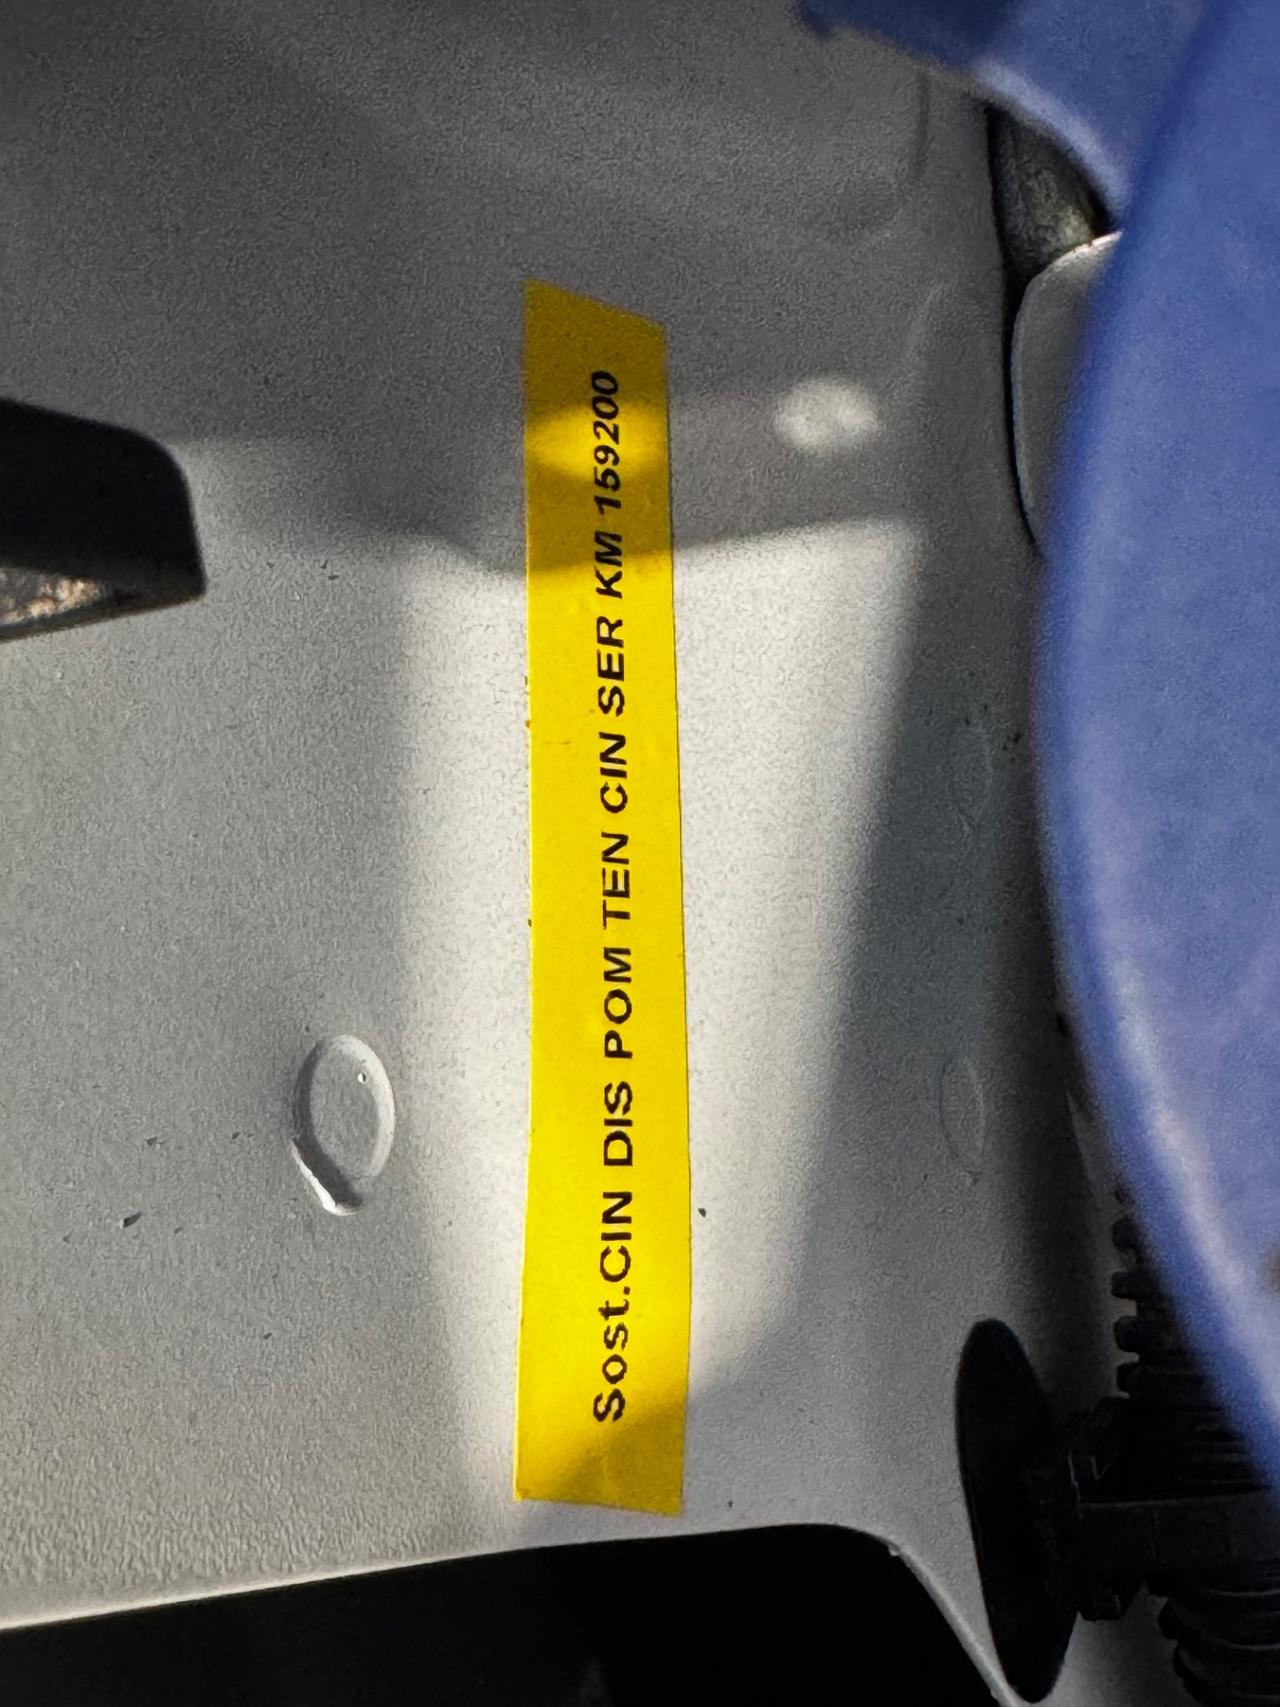 Sost.CIN DIS POM TEN CIN SER KM 159200